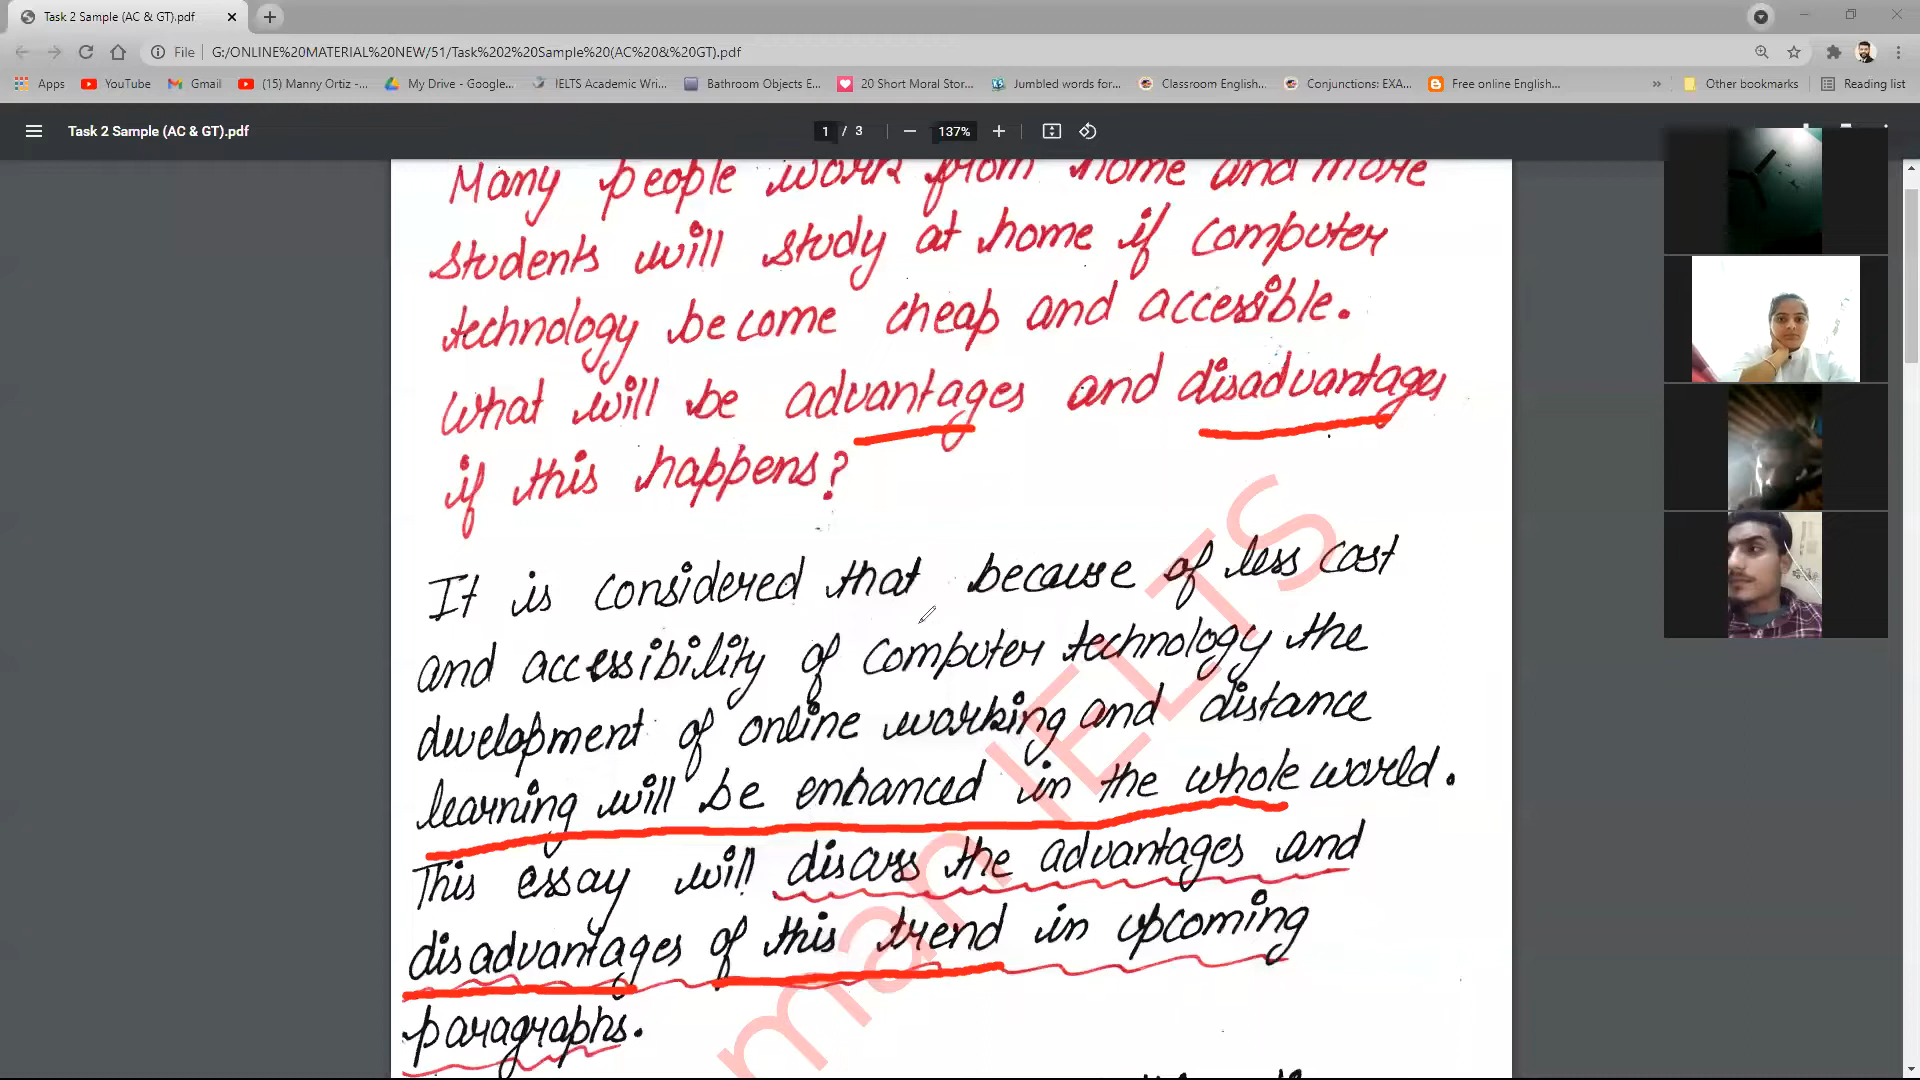 Task 2 Sample (AC & GT).pdf
File G:/ONLINE%20MATERIAL%20NEW/51/Task%202%20Sample%20(AC%20&%20GT).pdf
Apps YouTube Gmail (15) Manny Ortiz -... My Drive - Google... IELTS Academic Wri... Bathroom Objects E... 20 Short Moral Stor... Jumbled words for... Classroom English... Conjunctions: EXA... Free online English... » Other bookmarks Reading list
Task 2 Sample (AC & GT).pdf 1 / 3 137%
Many people work from home and more
students will study at home if computer
technology become cheap and accessible.
What will be advantages and disadvantages
if this happens?
It is considered that because of less cost
and accessibility of computer technology the
development of online working and distance
learning will be enhanced in the whole world.
This essay will discuss the advantages and
disadvantages of this trend in upcoming
paragraphs.
man IELTS